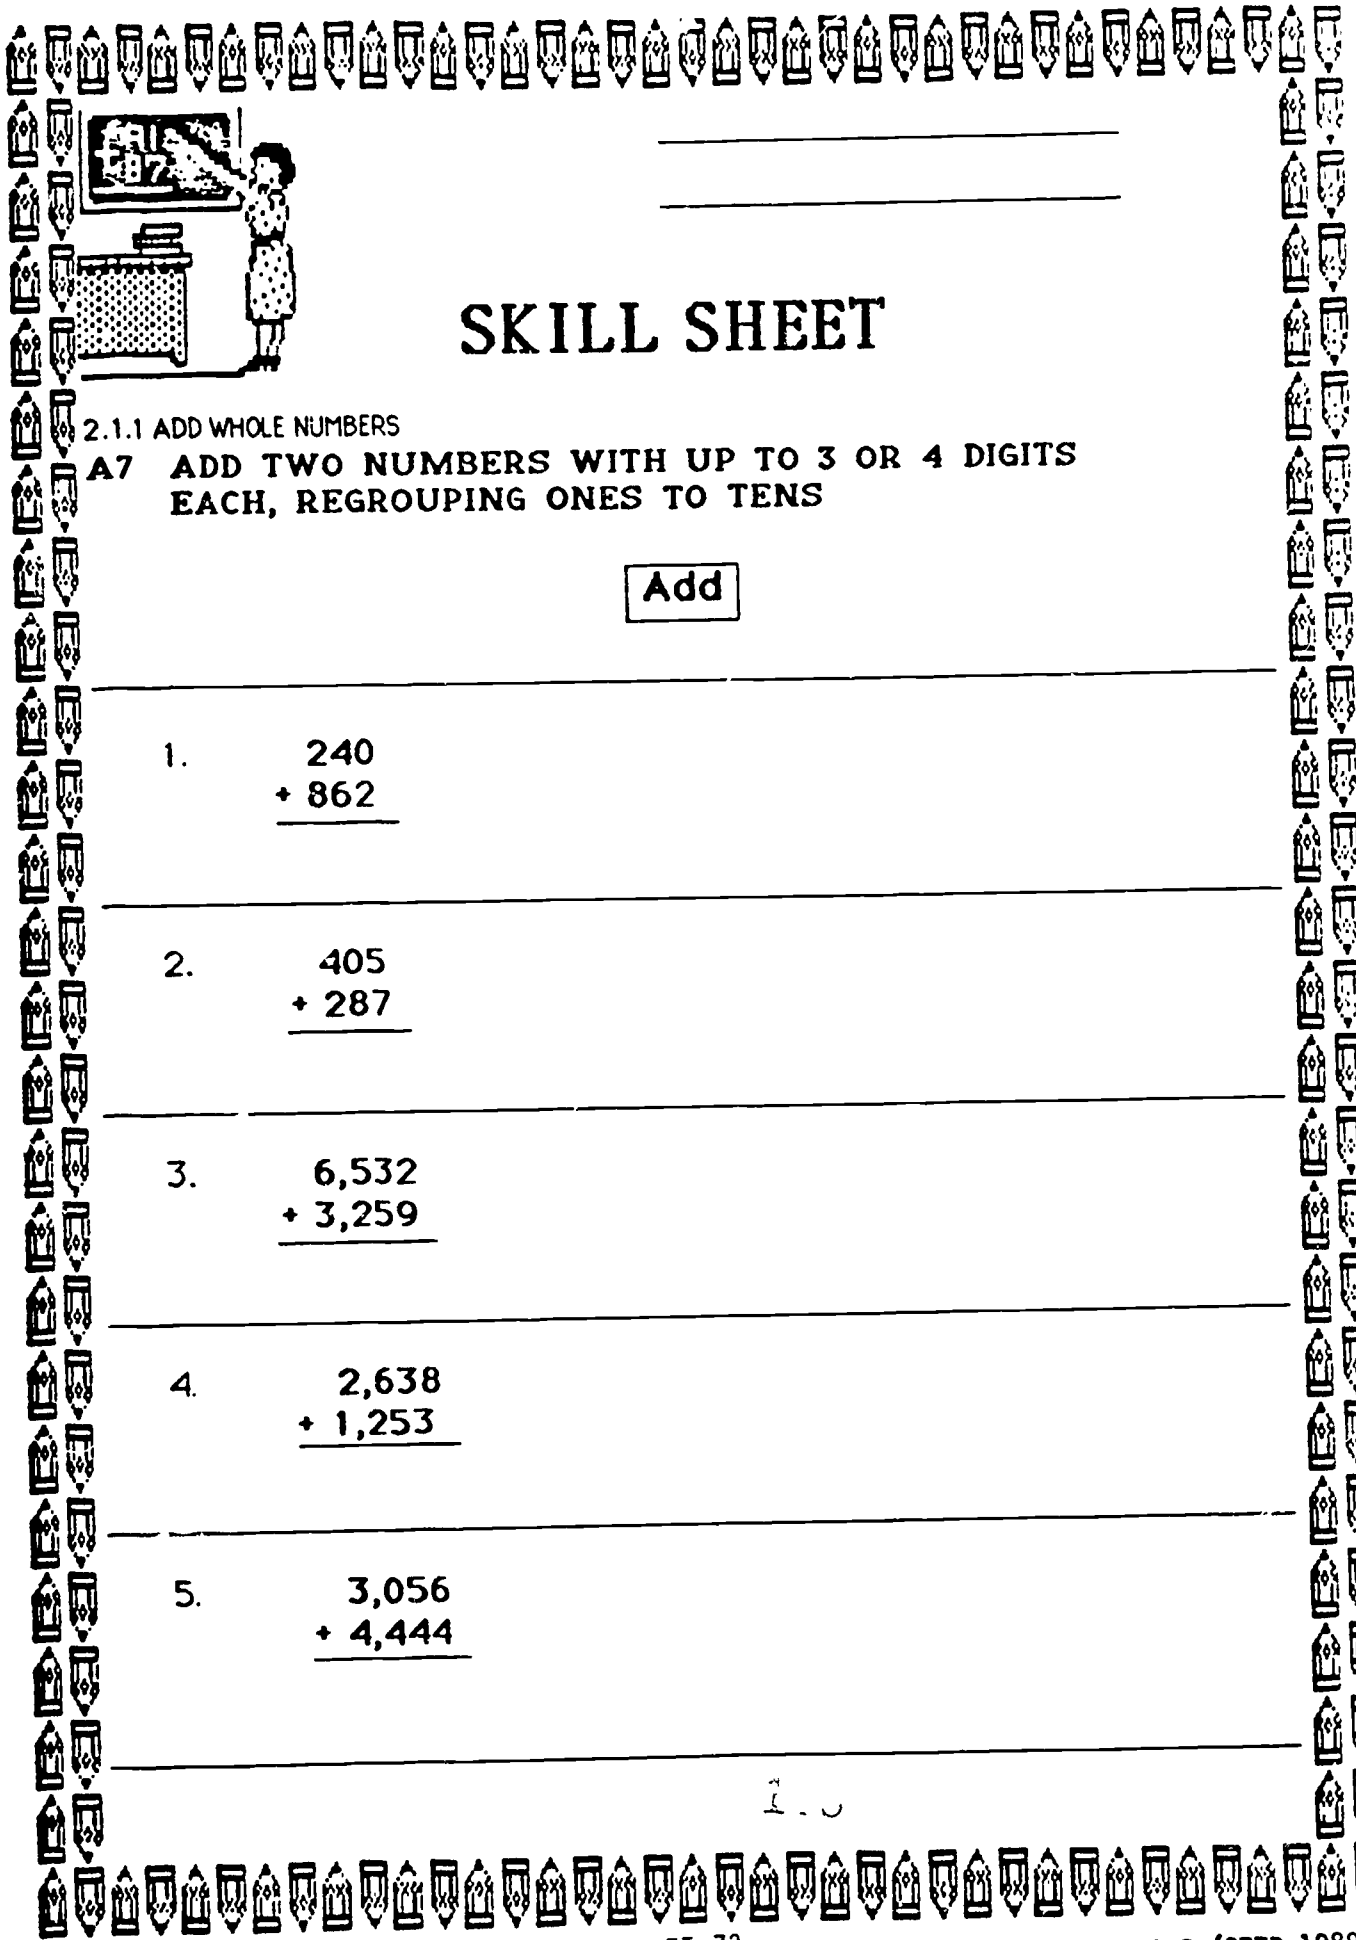 SKILL SHEET
2.1.1 ADD WHOLE NUMBERS
A7 ADD TWO NUMBERS WITH UP TO 3 OR 4 DIGITS
EACH, REGROUPING ONES TO TENS
Add
1. 240
+ 862
2. 405
+ 287
3. 6,532
+ 3,259
4. 2,638
+ 1,253
5. 3,056
+ 4,444